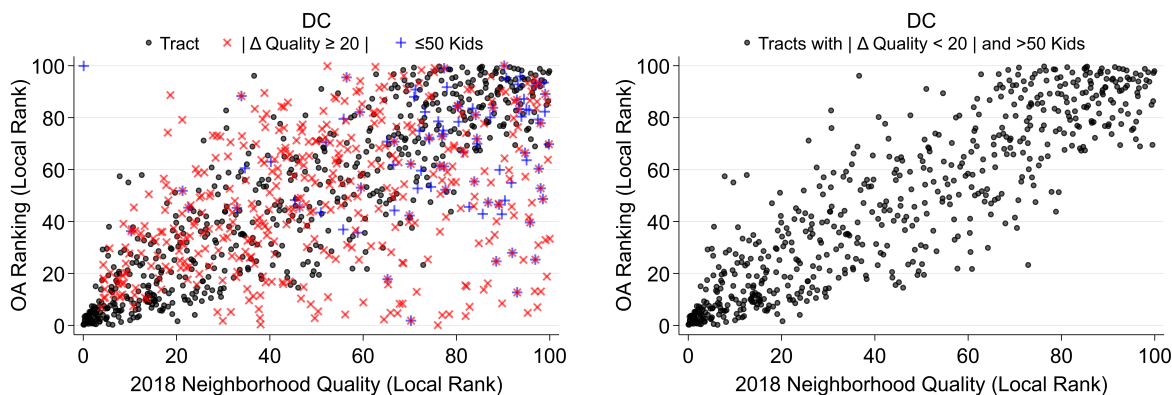 DC
Tract | Δ Quality ≥ 20 | ≤50 Kids
100
80
60
40
20
0
OA Ranking (Local Rank)
0 20 40 60 80 100
2018 Neighborhood Quality (Local Rank)
DC
Tracts with | Δ Quality < 20 | and >50 Kids
100
80
60
40
20
0
OA Ranking (Local Rank)
0 20 40 60 80 100
2018 Neighborhood Quality (Local Rank)